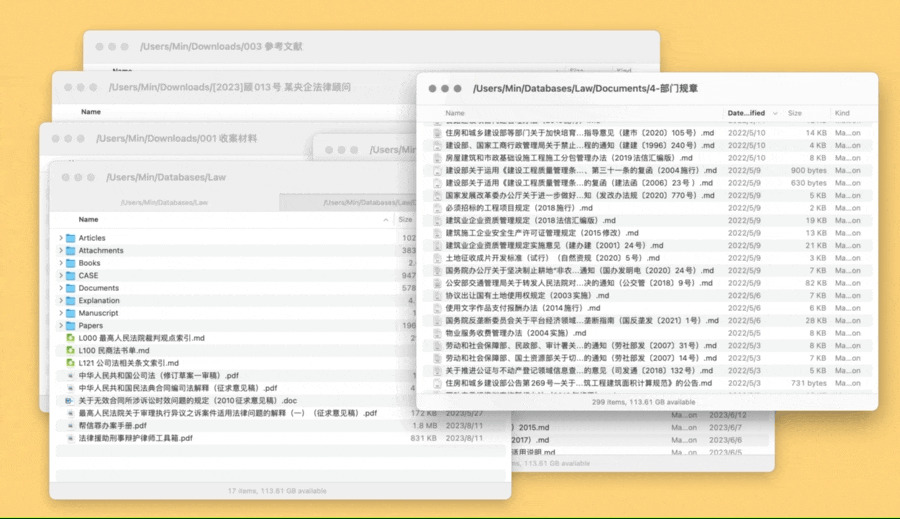 /Users/Min/Downloads/003 參考文献
Name
Size
Kind
/Users/Min/Downloads/[2023]顾013号 某央企法律顾问
Name
/Users/Min/Downloads/001 收案材料
/Users/Min/Da
/Users/Min/Databases/Law
/Users/Min/Databases/Law
/Users/Min/Databases/Law/
Name
Size
Articles
102
Attachments
383
Books
2.
CASE
947
Documents
578
Explanation
4.
Manuscript
Papers
196
L000 最高人民法院裁判观点索引.md
L100 民商法书单.md
L121 公司法相关条文索引.md
中华人民共和国公司法（修订草案一审稿）.pdf
中华人民共和国民法典合同编司法解释（征求意见稿）.pdf
关于无效合同所涉诉讼时效问题的规定（2010征求意见稿）.doc
最高人民法院关于审理执行异议之诉案件适用法律问题的解释（一）（征求意见稿）.pdf
172 KB
2023/5/27
帮信罪办案手册.pdf
1.8 MB
2023/8/11
法律援助刑事辩护律师工具箱.pdf
631 KB
2023/8/11
17 items, 113.61 GB available
/Users/Min/Databases/Law/Documents/4-部门规章
Name
Date...ified
Size
Kind
住房和城乡建设部等部门关于加快培育...指导意见（建市〔2020〕105号）.md
2022/5/10
14 KB
Ma...on
建设部、国家工商行政管理局关于禁止...程的通知（建建〔1996〕240号）.md
2022/5/10
4 KB
Ma...on
房屋建筑和市政基础设施工程施工分包管理办法（2019法信汇编版）.md
2022/5/10
8 KB
Ma...on
建设部关于运用《建设工程质量管理条...、第三十一条的复函（2004施行）.md
2022/5/9
900 bytes
Ma...on
建设部关于适用《建设工程质量管理条...的复函（建法函〔2006〕23号）.md
2022/5/9
630 bytes
Ma...on
国家发展改革委办公厅关于进一步做好...知（发改办法规〔2020〕770号）.md
2022/5/9
5 KB
Ma...on
必须招标的工程项目规定（2018施行）.md
2022/5/9
2 KB
Ma...on
建筑业企业资质管理规定（2018法信汇编版）.md
2022/5/9
19 KB
Ma...on
建筑施工企业安全生产许可证管理规定（2015修改）.md
2022/5/9
13 KB
Ma...on
建筑业企业资质管理规定实施意见（建办建〔2001〕24号）.md
2022/5/9
21 KB
Ma...on
土地征收成片开发标准（试行）（自然资规〔2020〕5号）.md
2022/5/9
3 KB
Ma...on
国务院办公厅关于坚决制止耕地“非农...通知（国办发明电〔2020〕24号）.md
2022/5/9
7 KB
Ma...on
公安部交通管理局关于转发人民法院对...决的通知（公交管〔2018〕9号）.md
2022/5/9
82 KB
Ma...on
协议出让国有土地使用权规定（2003实施）.md
2022/5/6
7 KB
Ma...on
使用文字作品支付报酬办法（2014施行）.md
2022/5/6
6 KB
Ma...on
国务院反垄断委员会关于平台经济领域...垄断指南（国反垄发〔2021〕1号）.md
2022/5/6
28 KB
Ma...on
物业服务收费管理办法（2004实施）.md
2022/5/5
8 KB
Ma...on
劳动和社会保障部、民政部、审计署关...的通知（劳社部发〔2007〕31号）.md
2022/5/3
8 KB
Ma...on
劳动和社会保障部、国土资源部关于切...的通知（劳社部发〔2007〕14号）.md
2022/5/3
7 KB
Ma...on
关于推进公证与不动产登记领域信息查...的意见（司发通〔2018〕132号）.md
2022/5/3
6 KB
Ma...on
住房和城乡建设部公告第269号—关于...筑工程建筑面积计算规范》的公告.md
2022/5/3
731 bytes
Ma...on
299 items, 113.61 GB available
）2015.md
Ma...on
2023/6/7
2017）.md
Ma...on
2023/6/6
适用说明.md
Ma...on
2023/6/5
ms, 113.61 GB available